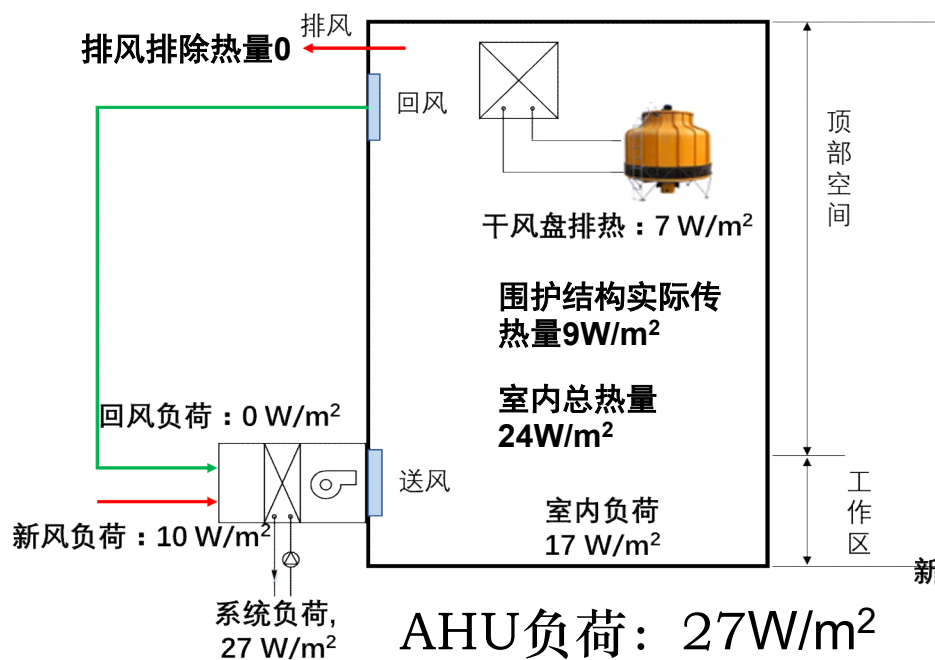 排风
排风排除热量0
回风
顶
部
空
间
干风盘排热：7 W/m²
围护结构实际传
热量9W/m²
室内总热量
24W/m²
回风负荷：0 W/m²
送风
工
作
区
室内负荷
17 W/m²
新风负荷：10 W/m²
新
系统负荷,
27 W/m²
AHU负荷：27W/m²